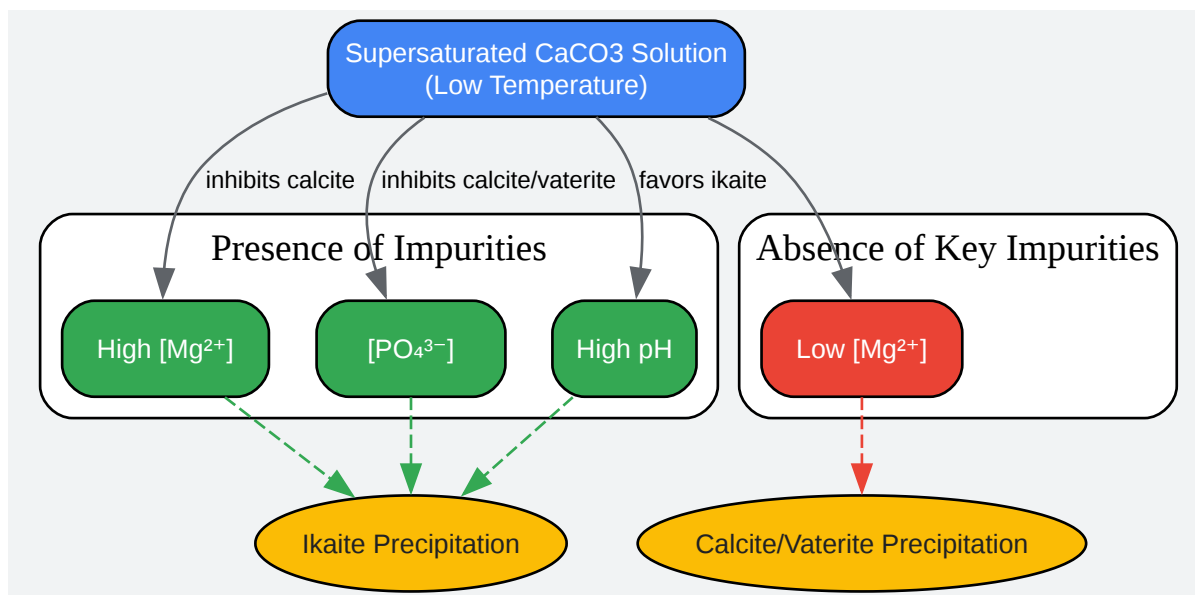 Supersaturated CaCO3 Solution
(Low Temperature)
inhibits calcite
inhibits calcite/vaterite
favors ikaite
Presence of Impurities
Absence of Key Impurities
High [Mg²⁺]
[PO₄³⁻]
High pH
Low [Mg²⁺]
Ikaite Precipitation
Calcite/Vaterite Precipitation